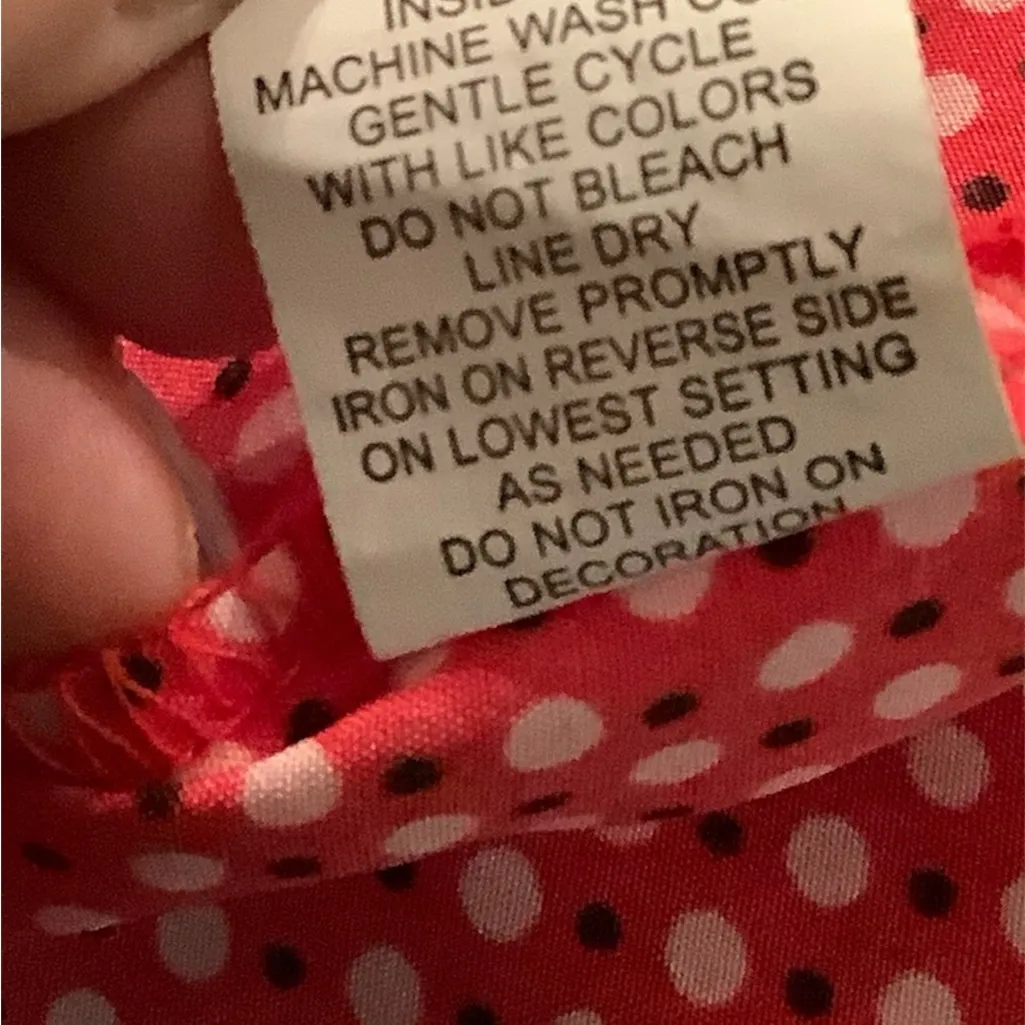 MACHINE WASH
GENTLE CYCLE
WITH LIKE COLORS
DO NOT BLEACH
LINE DRY
REMOVE PROMPTLY
IRON ON REVERSE SIDE
ON LOWEST SETTING
AS NEEDED
DO NOT IRON ON
DECORATION